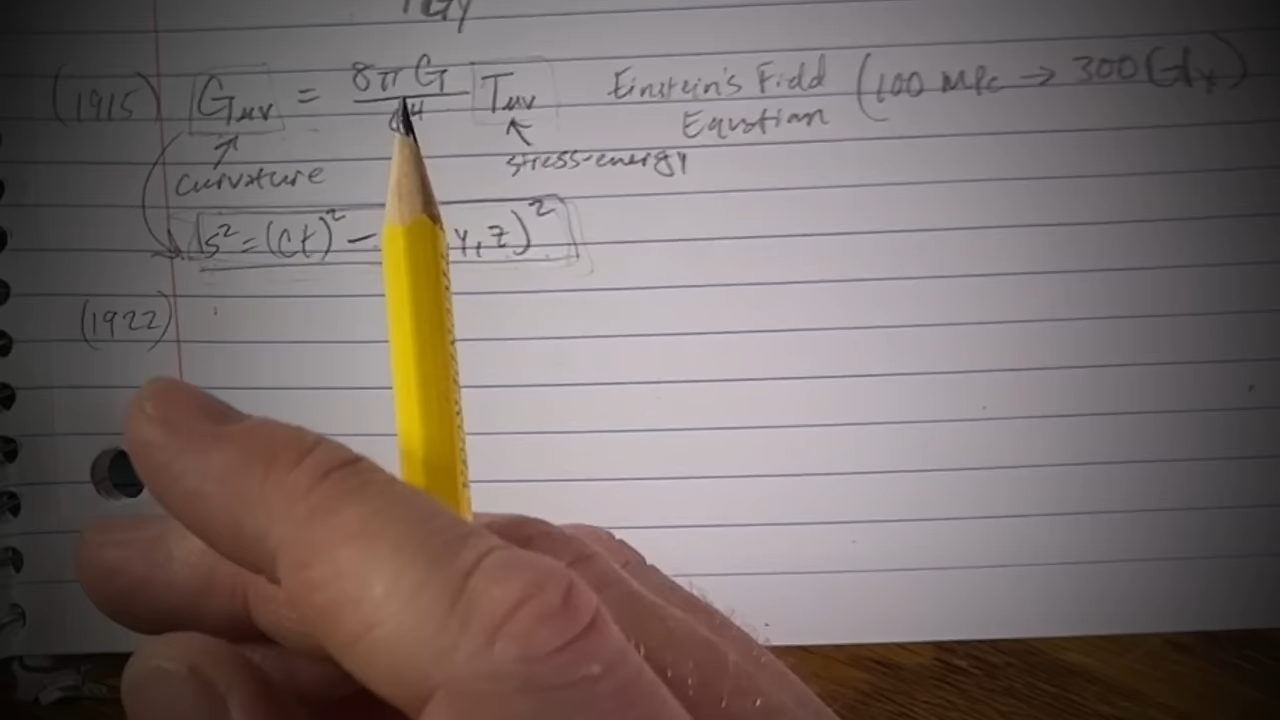 (1915) Gμν = 8πG/c⁴ Tμν Einstein's Field (100 MPc → 300 Gly)
Equation
curvature stress-energy
s² = (ct)² − y, z)²
(1922)